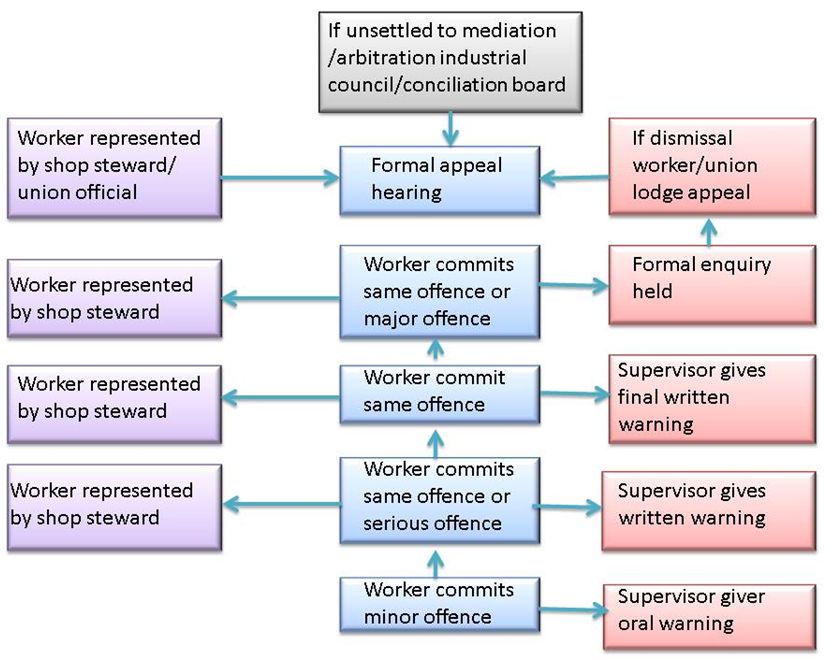 If unsettled to mediation
/arbitration industrial
council/conciliation board
Worker represented
by shop steward/
union official
Formal appeal
hearing
If dismissal
worker/union
lodge appeal
Worker represented
by shop steward
Worker commits
same offence or
major offence
Formal enquiry
held
Worker represented
by shop steward
Worker commit
same offence
Supervisor gives
final written
warning
Worker represented
by shop steward
Worker commits
same offence or
serious offence
Supervisor gives
written warning
Worker commits
minor offence
Supervisor giver
oral warning